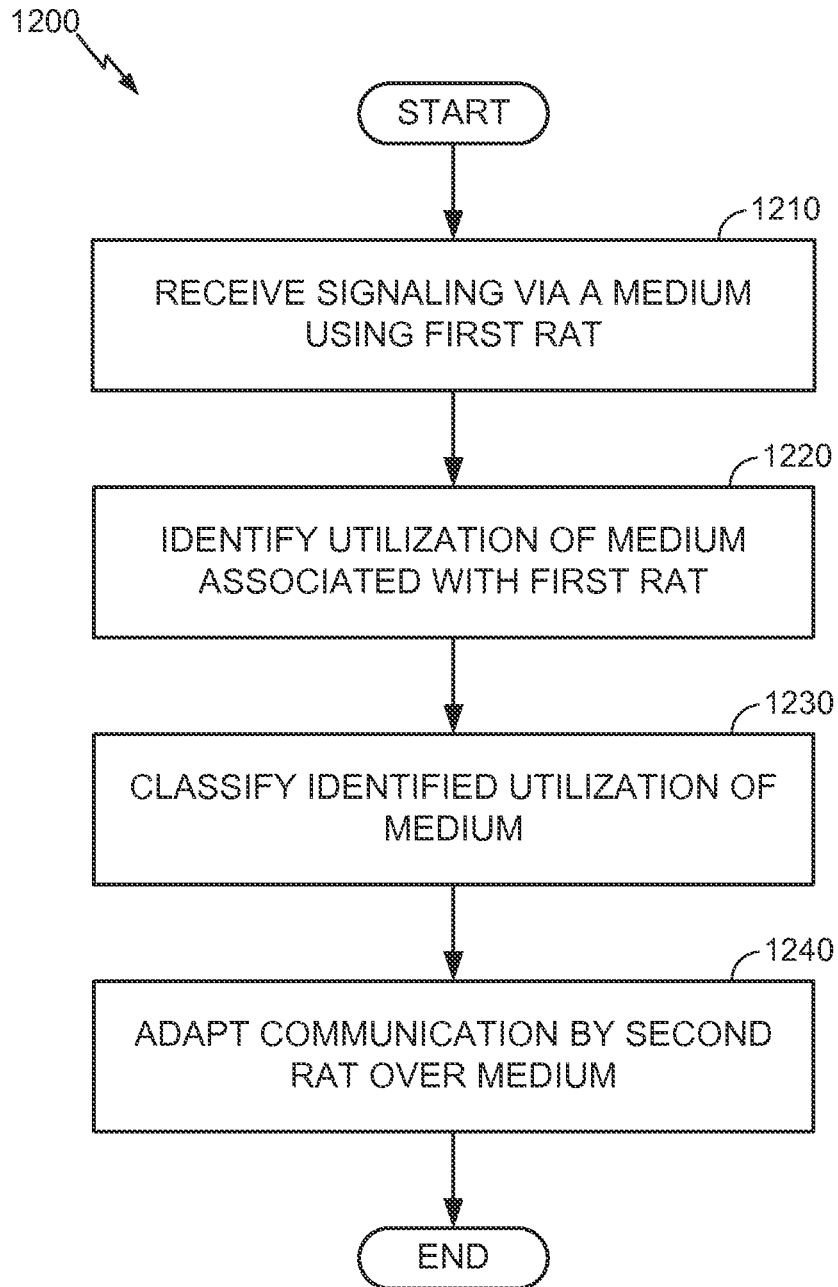 1200
START
1210
RECEIVE SIGNALING VIA A MEDIUM
USING FIRST RAT
1220
IDENTIFY UTILIZATION OF MEDIUM
ASSOCIATED WITH FIRST RAT
1230
CLASSIFY IDENTIFIED UTILIZATION OF
MEDIUM
1240
ADAPT COMMUNICATION BY SECOND
RAT OVER MEDIUM
END